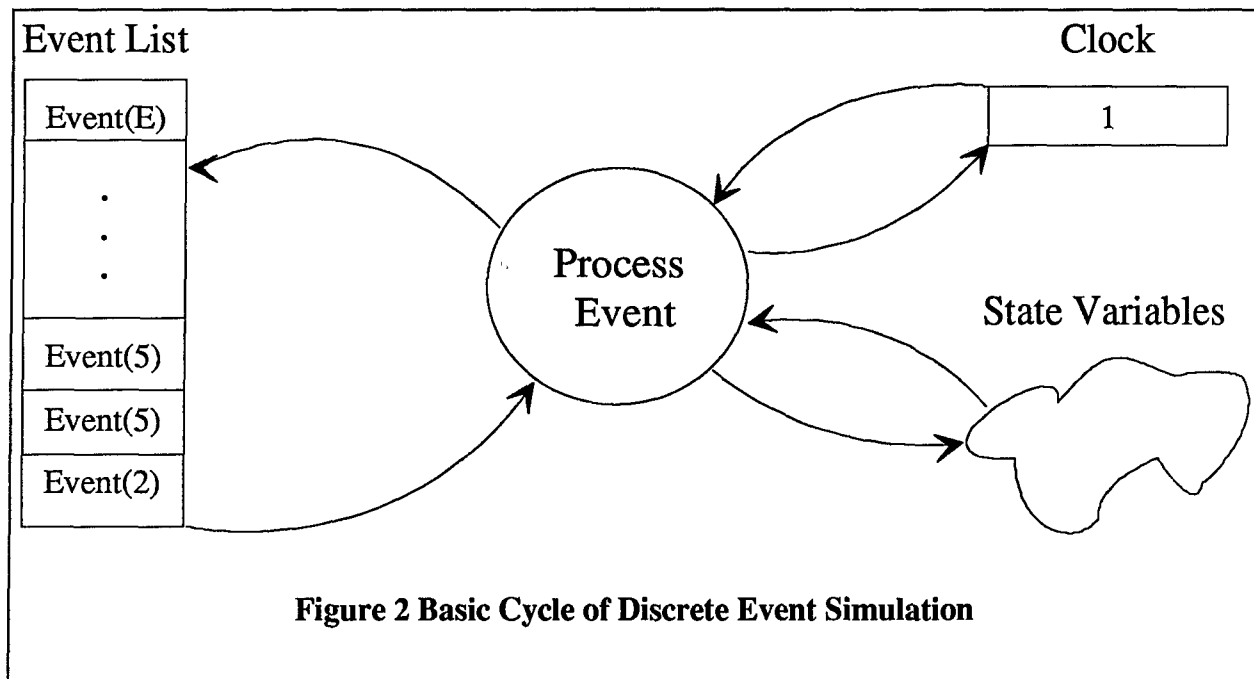 Event List
Clock
Event(E)
1
.
.
.
Process
Event
State Variables
Event(5)
Event(5)
Event(2)
Figure 2 Basic Cycle of Discrete Event Simulation